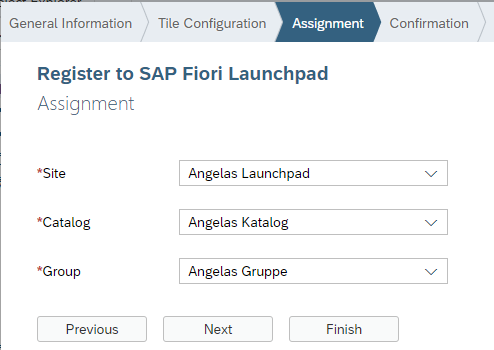 General Information Tile Configuration Assignment Confirmation
Register to SAP Fiori Launchpad
Assignment
*Site Angelas Launchpad
*Catalog Angelas Katalog
*Group Angelas Gruppe
Previous Next Finish